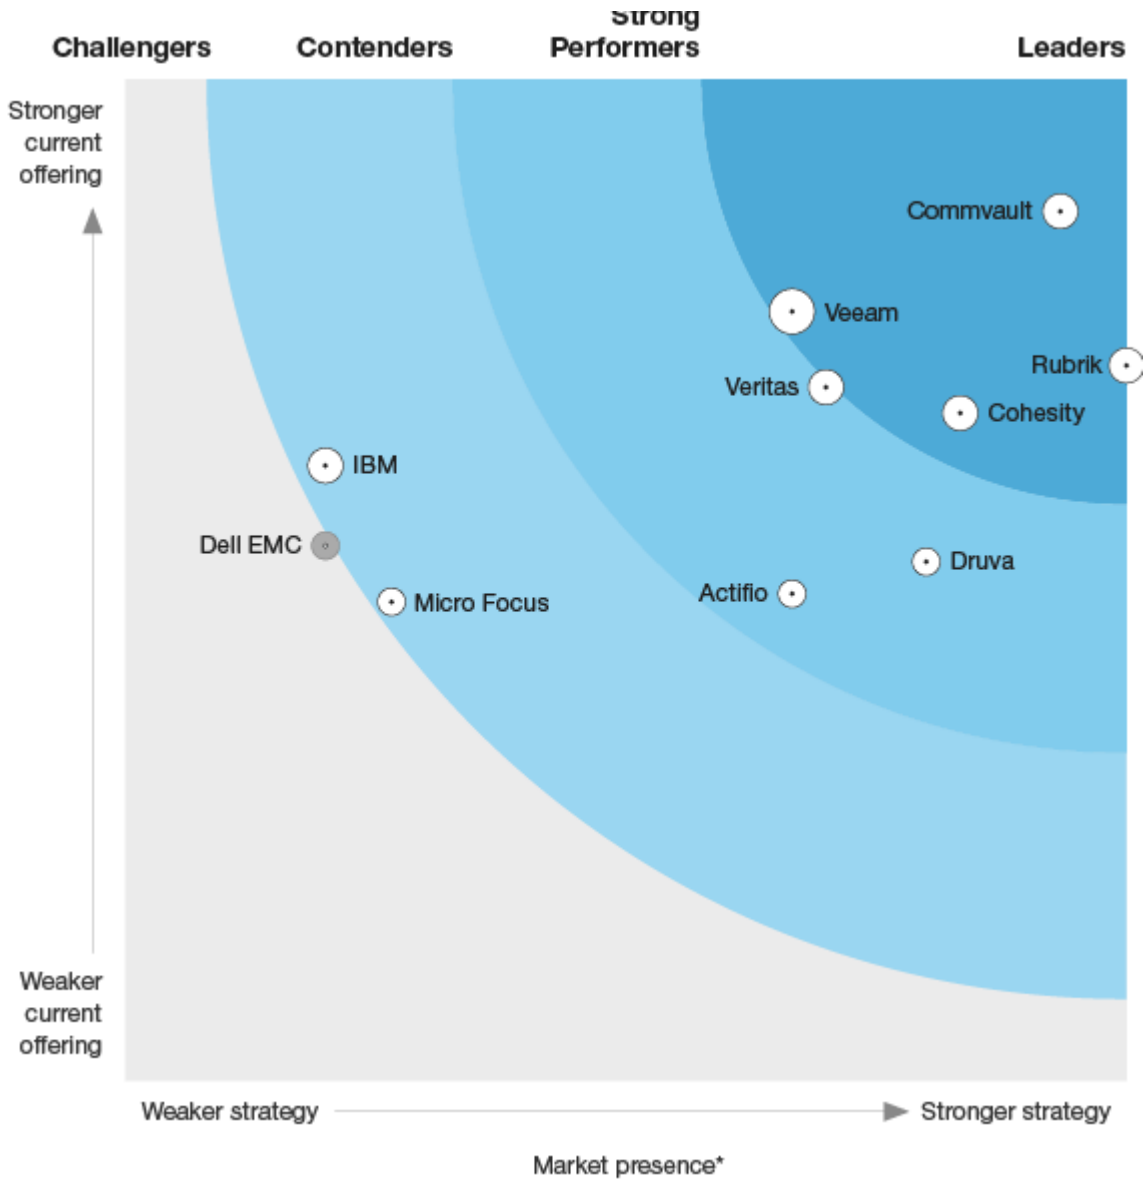 Strong
Challengers Contenders Performers Leaders
Stronger
current
offering
Commvault
Veeam
Rubrik
Veritas
Cohesity
IBM
Dell EMC
Druva
Actifio
Micro Focus
Weaker
current
offering
Weaker strategy Stronger strategy
Market presence*